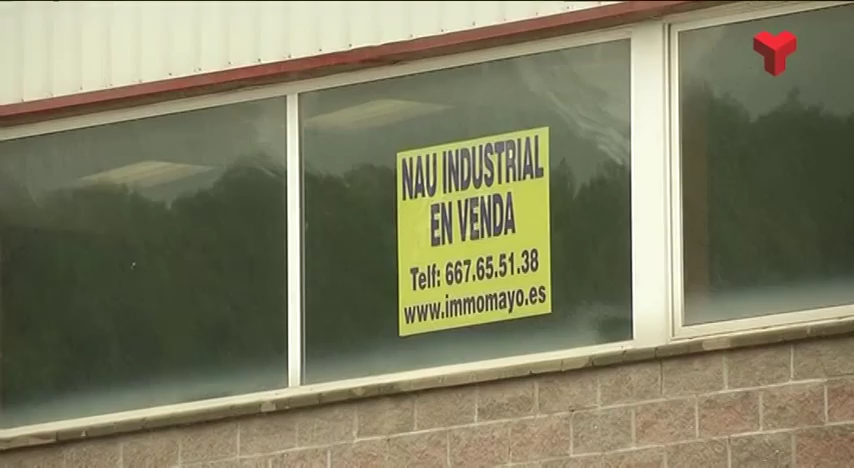 NAU INDUSTRIAL
EN VENDA
Telf: 667.65.51.38
www.immomayo.es